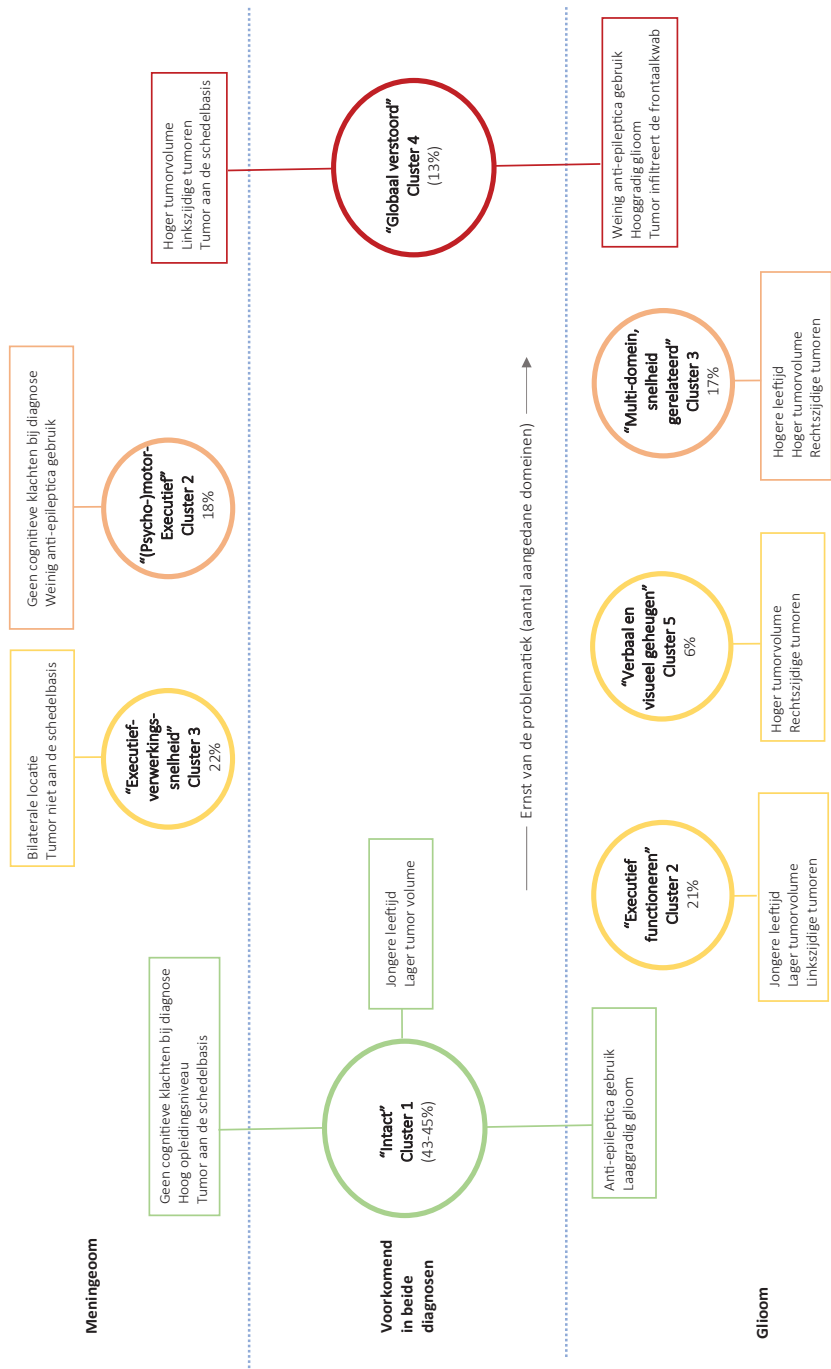 Meningeoom
Geen cognitieve klachten bij diagnose
Hoog opleidingsniveau
Tumor aan de schedelbasis
Bilaterale locatie
Tumor niet aan de schedelbasis
Geen cognitieve klachten bij diagnose
Weinig anti-epileptica gebruik
Hoger tumorvolume
Linkszijdige tumoren
Tumor aan de schedelbasis
“Executief-
verwerkings-
snelheid”
Cluster 3
22%
“(Psycho-)motor-
Executief”
Cluster 2
18%
Voorkomend
in beide
diagnosen
“Intact”
Cluster 1
(43-45%)
Jongere leeftijd
Lager tumor volume
“Globaal verstoord”
Cluster 4
(13%)
Ernst van de problematiek (aantal aangedane domeinen)
Glioom
Anti-epileptica gebruik
Laaggradig glioom
“Executief
functioneren”
Cluster 2
21%
“Verbaal en
visueel geheugen”
Cluster 5
6%
“Multi-domein,
snelheid
gerelateerd”
Cluster 3
17%
Weinig anti-epileptica gebruik
Hooggradig glioom
Tumor infiltreert de frontaalkwab
Jongere leeftijd
Lager tumorvolume
Linkszijdige tumoren
Hoger tumorvolume
Rechtszijdige tumoren
Hogere leeftijd
Hoger tumorvolume
Rechtszijdige tumoren